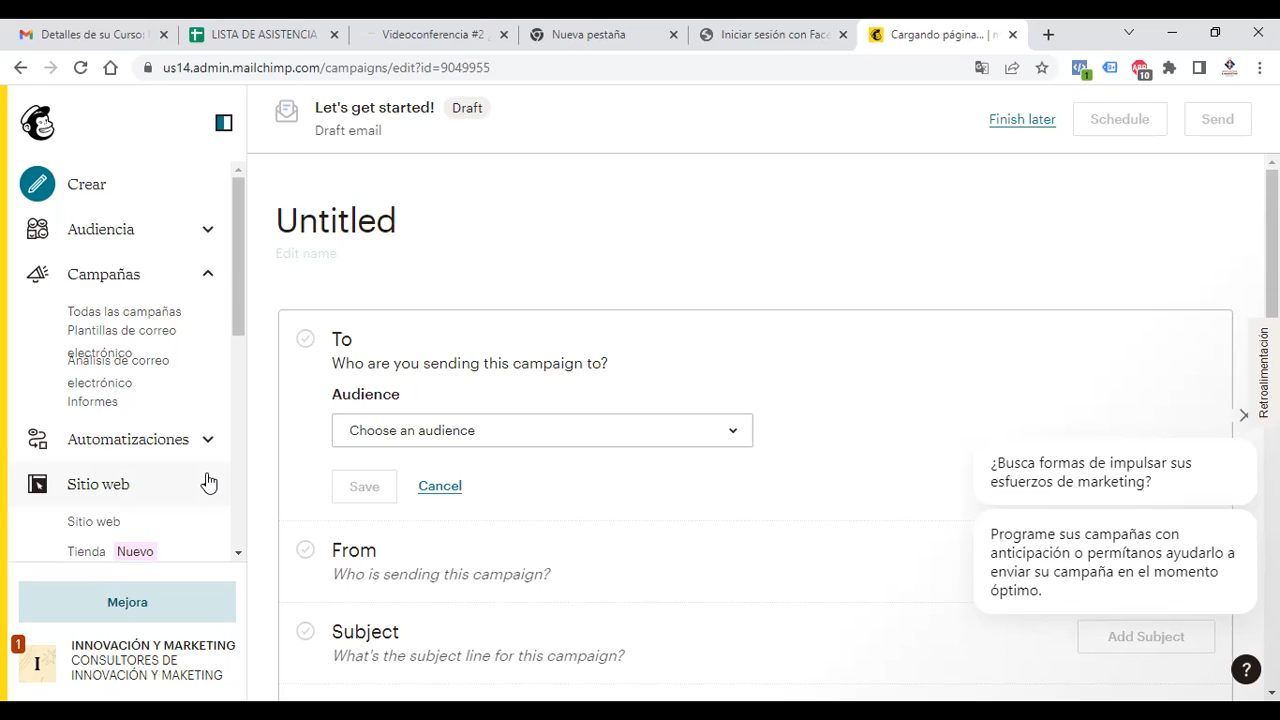 Detalles de su Curso:
LISTA DE ASISTENCIA
Videoconferencia #2
Nueva pestaña
Iniciar sesión con Face
Cargando página... | m
us14.admin.mailchimp.com/campaigns/edit?id=9049955
1
10
Let's get started!
Draft
Draft email
Finish later
Schedule
Send
Crear
Audiencia
Campañas
Todas las campañas
Plantillas de correo
electrónico
Análisis de correo
electrónico
Informes
Automatizaciones
Sitio web
Sitio web
Tienda
Nuevo
Mejora
1
I
INNOVACIÓN Y MARKETING
CONSULTORES DE
INNOVACIÓN Y MAKETING
Untitled
Edit name
To
Who are you sending this campaign to?
Audience
Choose an audience
Save
Cancel
From
Who is sending this campaign?
Subject
What's the subject line for this campaign?
Add Subject
Retroalimentación
¿Busca formas de impulsar sus
esfuerzos de marketing?
Programe sus campañas con
anticipación o permítanos ayudarlo a
enviar su campaña en el momento
óptimo.
?